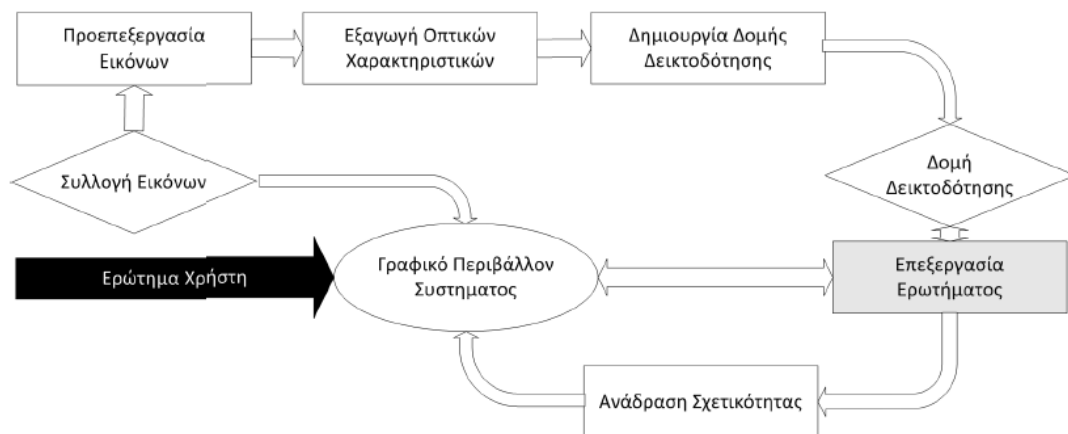 Προεπεξεργασία
Εικόνων
Εξαγωγή Οπτικών
Χαρακτηριστικών
Δημιουργία Δομής
Δεικτοδότησης
Συλλογή Εικόνων
Δομή
Δεικτοδότησης
Ερώτημα Χρήστη
Γραφικό Περιβάλλον
Συστηματος
Επεξεργασία
Ερωτήματος
Ανάδραση Σχετικότητας